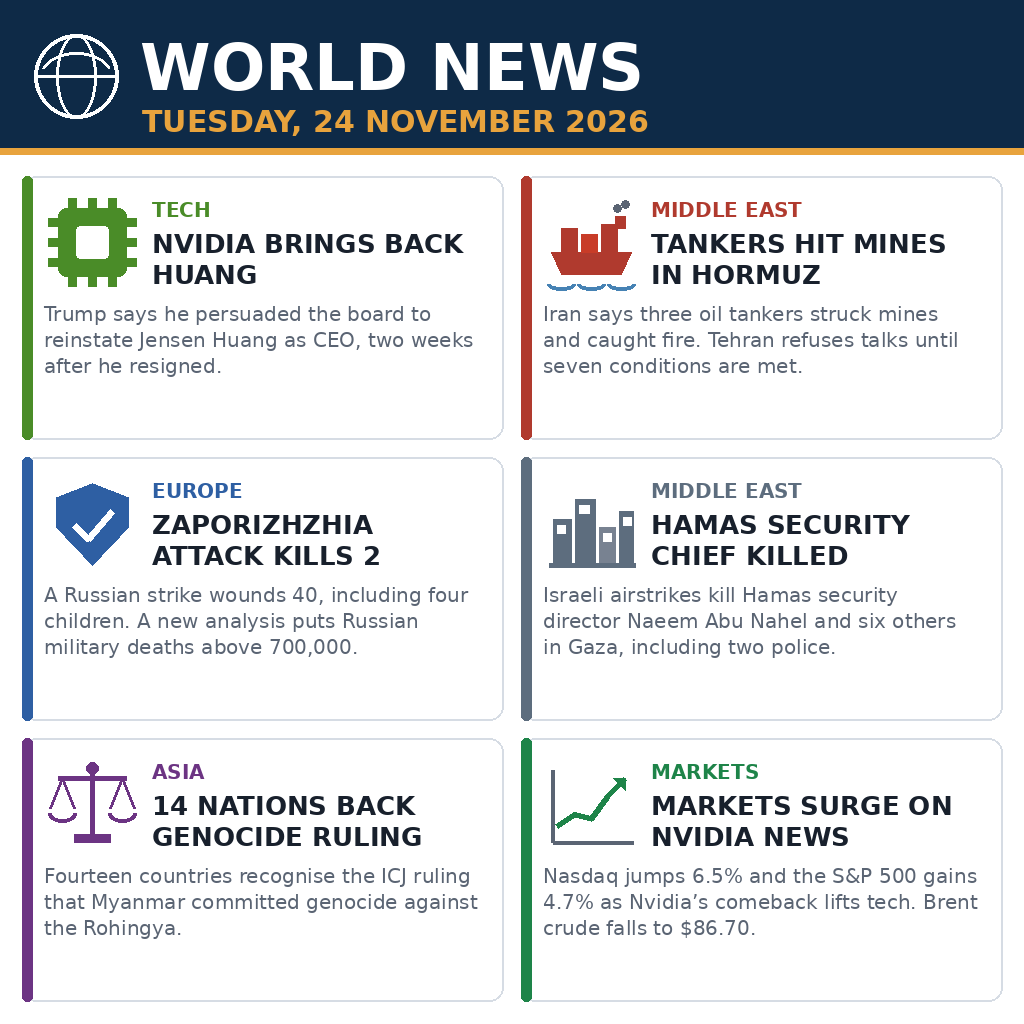 WORLD NEWS
TUESDAY, 24 NOVEMBER 2026
TECH
NVIDIA BRINGS BACK
HUANG
Trump says he persuaded the board to
reinstate Jensen Huang as CEO, two weeks
after he resigned.
MIDDLE EAST
TANKERS HIT MINES
IN HORMUZ
Iran says three oil tankers struck mines
and caught fire. Tehran refuses talks until
seven conditions are met.
EUROPE
ZAPORIZHZHIA
ATTACK KILLS 2
A Russian strike wounds 40, including four
children. A new analysis puts Russian
military deaths above 700,000.
MIDDLE EAST
HAMAS SECURITY
CHIEF KILLED
Israeli airstrikes kill Hamas security
director Naeem Abu Nahel and six others
in Gaza, including two police.
ASIA
14 NATIONS BACK
GENOCIDE RULING
Fourteen countries recognise the ICJ ruling
that Myanmar committed genocide against
the Rohingya.
MARKETS
MARKETS SURGE ON
NVIDIA NEWS
Nasdaq jumps 6.5% and the S&P 500 gains
4.7% as Nvidia’s comeback lifts tech. Brent
crude falls to $86.70.